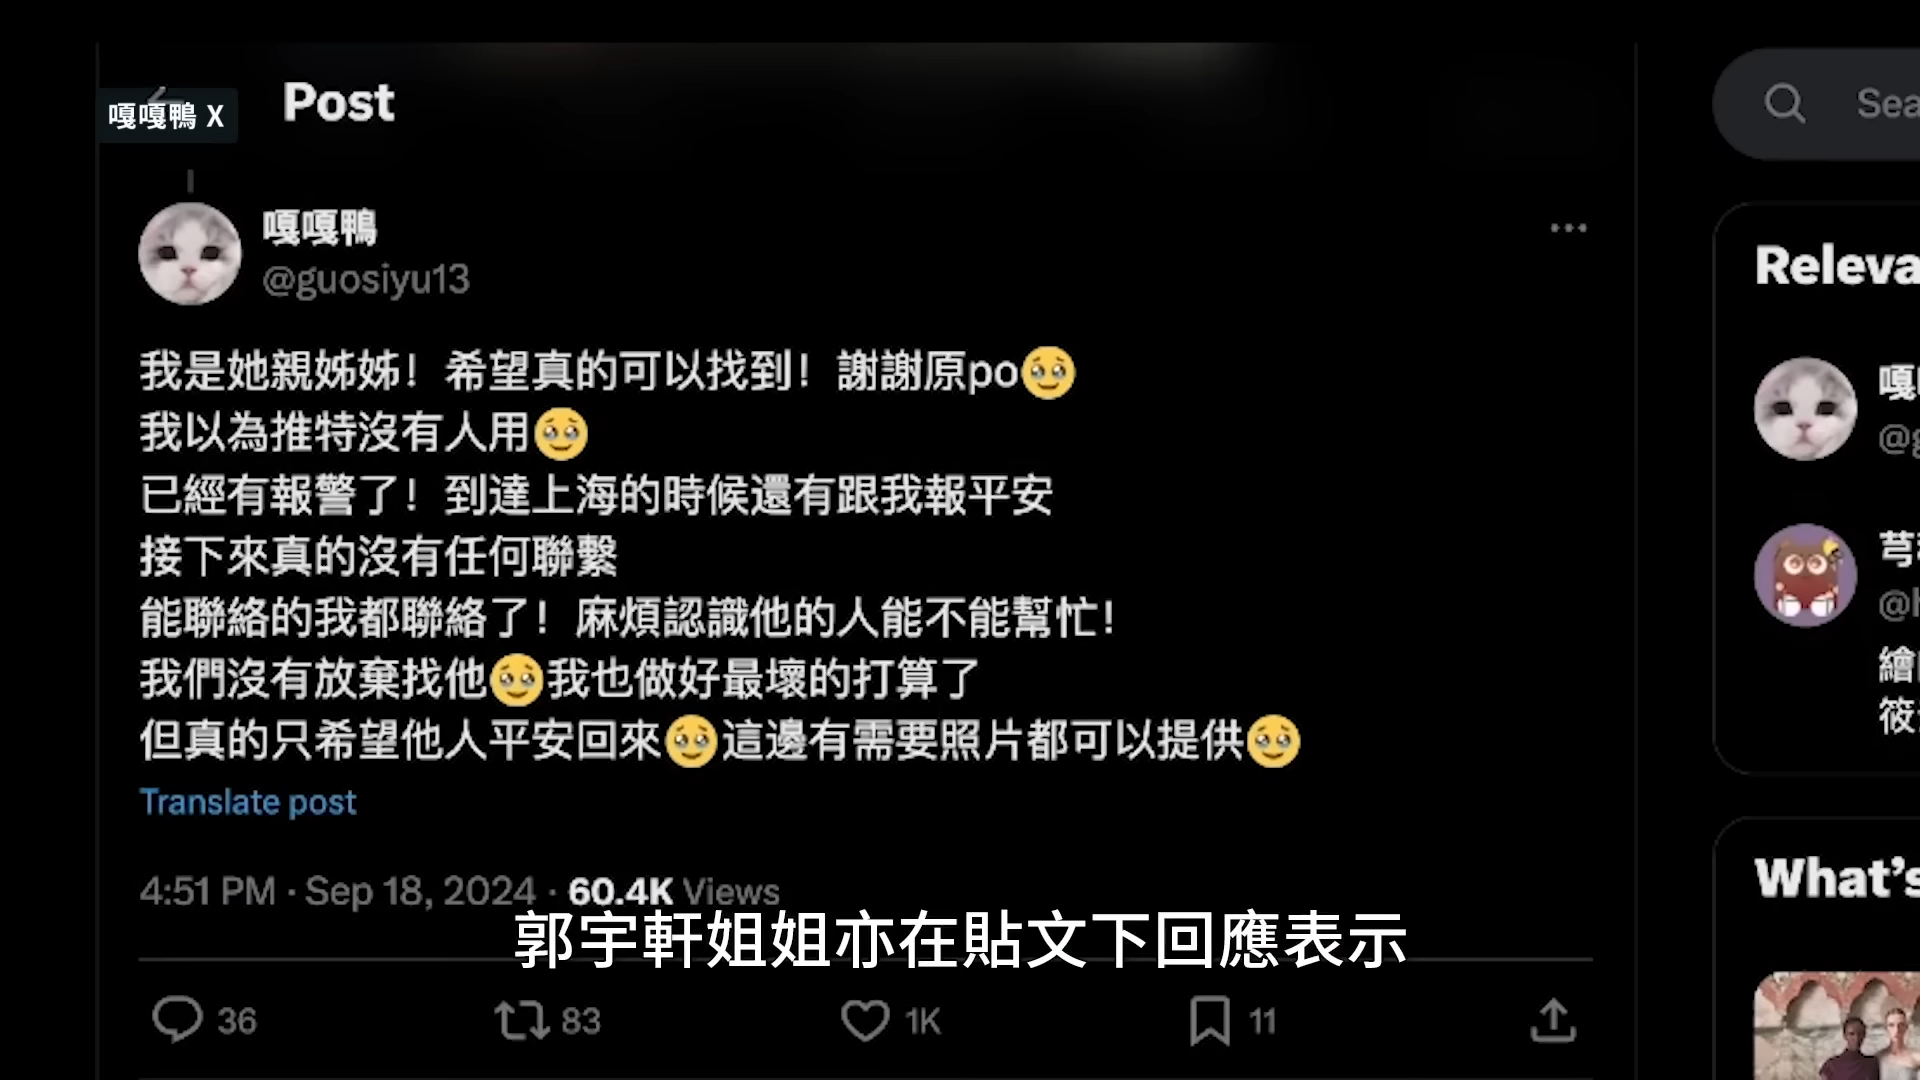 Post
嘎嘎鴨 X
Sea
嘎嘎鴨
@guosiyu13
我是她親姊姊！希望真的可以找到！謝謝原po🥹
我以為推特沒有人用🥹
已經有報警了！到達上海的時候還有跟我報平安
接下來真的沒有任何聯繫
能聯絡的我都聯絡了！麻煩認識他的人能不能幫忙！
我們沒有放棄找他🥹我也做好最壞的打算了
但真的只希望他人平安回來🥹這邊有需要照片都可以提供🥹
Translate post
4:51 PM · Sep 18, 2024 · 60.4K Views
郭宇軒姐姐亦在貼文下回應表示
36 83 1K 11
Releva
嘎
@g
芎
@h
繪
筱
What's